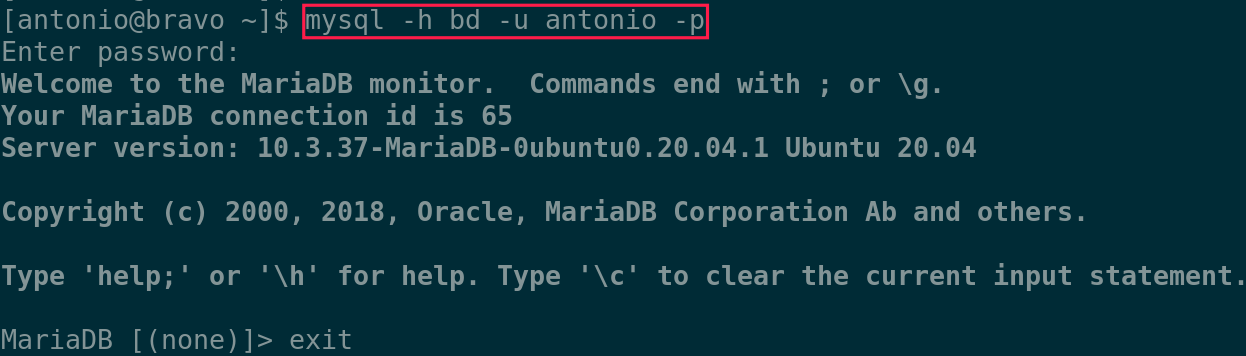 [antonio@bravo ~]$ mysql -h bd -u antonio -p
Enter password:
Welcome to the MariaDB monitor.  Commands end with ; or \g.
Your MariaDB connection id is 65
Server version: 10.3.37-MariaDB-0ubuntu0.20.04.1 Ubuntu 20.04

Copyright (c) 2000, 2018, Oracle, MariaDB Corporation Ab and others.

Type 'help;' or '\h' for help. Type '\c' to clear the current input statement.

MariaDB [(none)]> exit